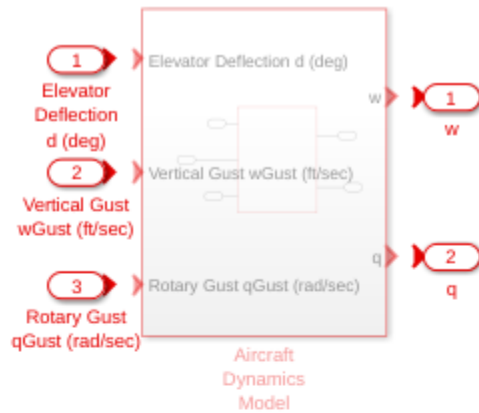 1
Elevator
Deflection
d (deg)
2
Vertical Gust
wGust (ft/sec)
3
Rotary Gust
qGust (rad/sec)
Elevator Deflection d (deg)
Vertical Gust wGust (ft/sec)
Rotary Gust qGust (rad/sec)
w
q
Aircraft
Dynamics
Model
1
w
2
q